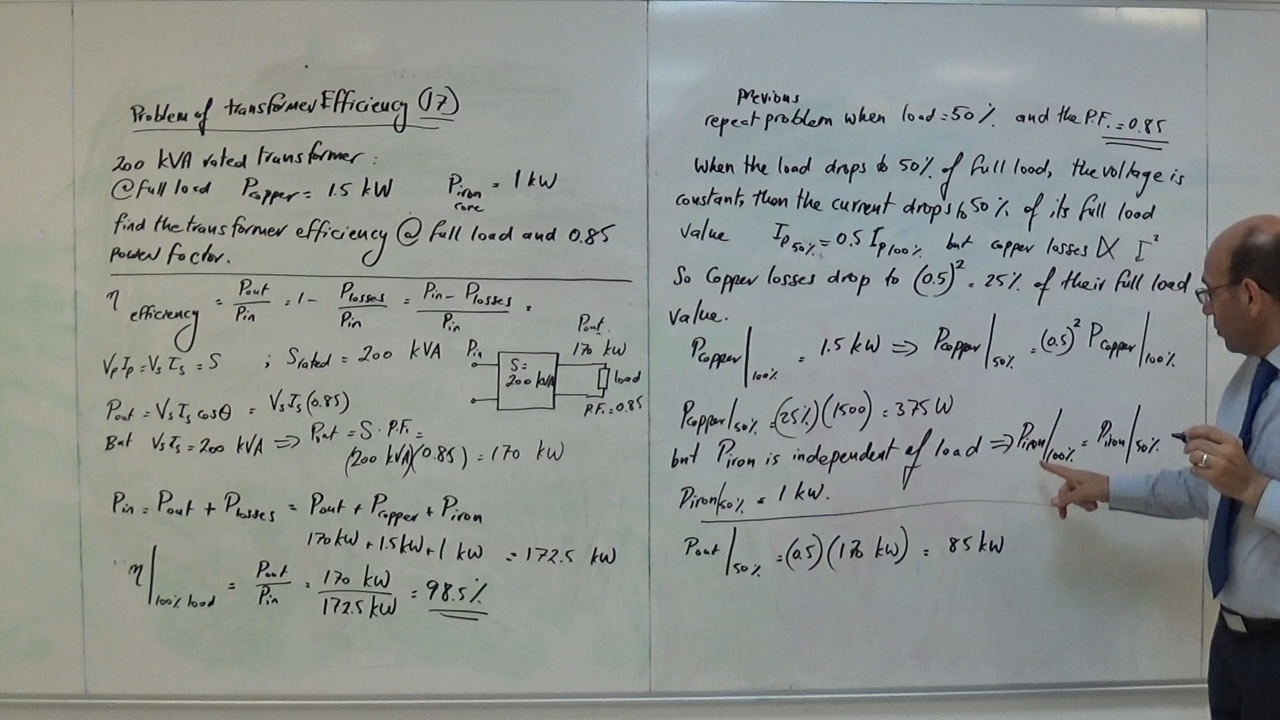 Problem of transformer Efficiency (17)
200 kVA rated transformer:
@full load Pcopper = 1.5 kW Piron core = 1 kW
find the transformer efficiency @ full load and 0.85
power factor.
η efficiency = Pout/Pin = 1 - Plosses/Pin = Pin - Plosses/Pin .
VpIp = VsIs = S ; Srated = 200 kVA
Pin S= 200 kVA Pout 170 kW load P.F. = 0.85
Pout = VsIs cosθ = VsIs (0.85)
But VsIs = 200 kVA ⇒ Pout = S · P.F. =
(200 kVA)(0.85) = 170 kW
Pin = Pout + Plosses = Pout + Pcopper + Piron
170 kW + 1.5 kW + 1 kW = 172.5 kW
η|100% load = Pout/Pin = 170 kW/172.5 kW = 98.5%
previous
repeat problem when load = 50% and the P.F. = 0.85
When the load drops to 50% of full load, the voltage is
constant, then the current drops to 50% of its full load
value Ip50% = 0.5 Ip100% but copper losses ∝ I²
So Copper losses drop to (0.5)² = 25% of their full load
value.
Pcopper|100% = 1.5 kW ⇒ Pcopper|50% = (0.5)² Pcopper|100%
Pcopper/50% = (25%)(1500) = 375 W
but Piron is independent of load ⇒ Piron/100% = Piron/50%
Piron/50% = 1 kW.
Pout/50% = (0.5)(170 kW) = 85 kW